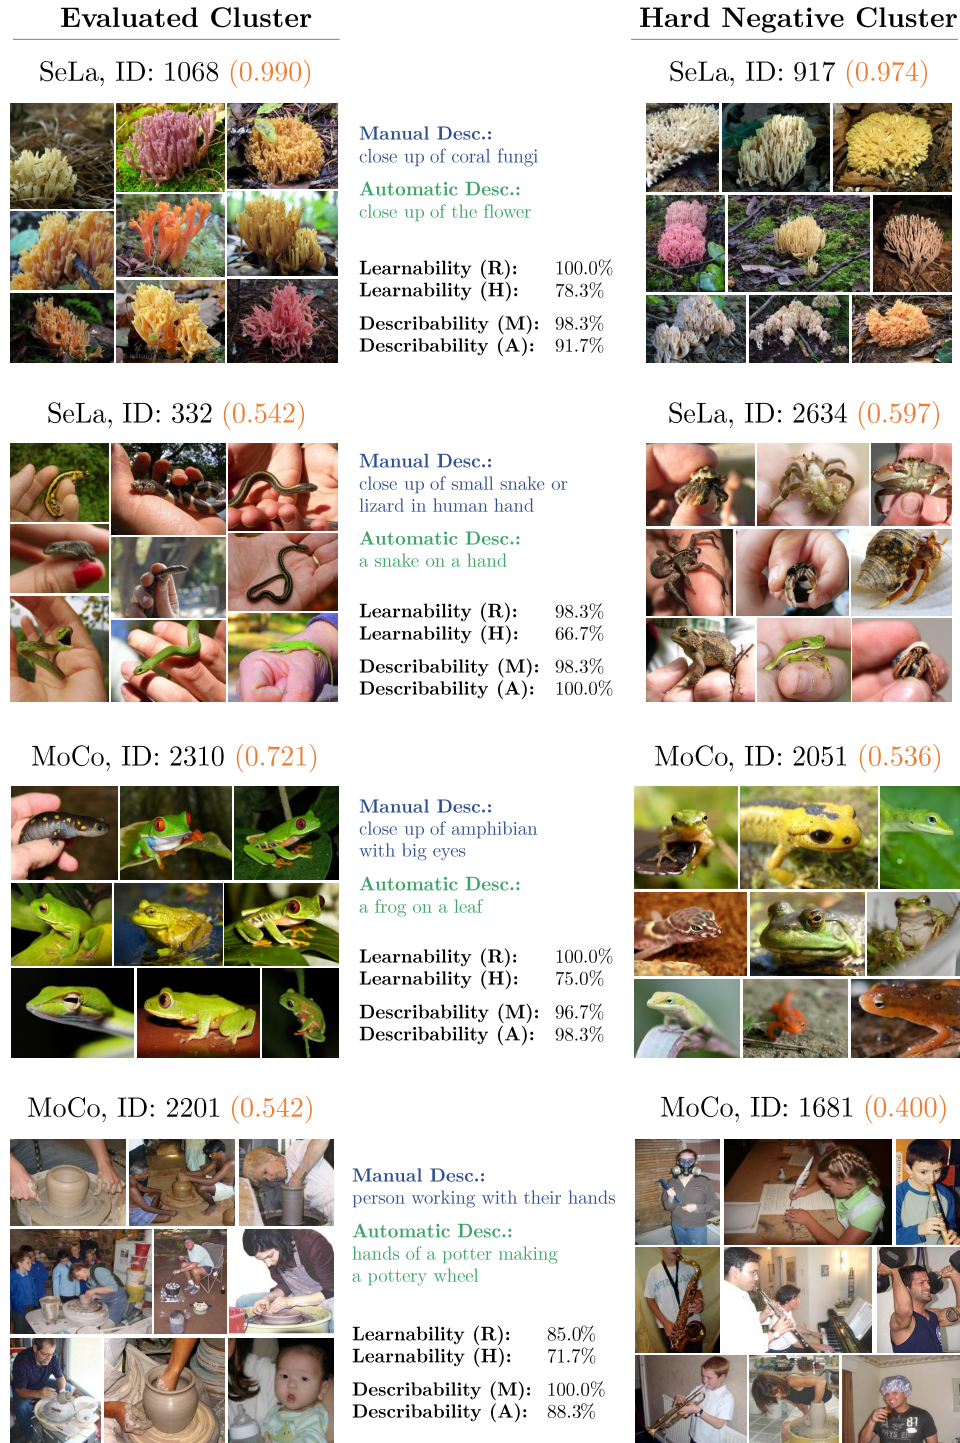 Evaluated Cluster
Hard Negative Cluster
SeLa, ID: 1068 (0.990)
SeLa, ID: 917 (0.974)
Manual Desc.:
close up of coral fungi
Automatic Desc.:
close up of the flower
Learnability (R): 100.0%
Learnability (H): 78.3%
Describability (M): 98.3%
Describability (A): 91.7%
SeLa, ID: 332 (0.542)
SeLa, ID: 2634 (0.597)
Manual Desc.:
close up of small snake or
lizard in human hand
Automatic Desc.:
a snake on a hand
Learnability (R): 98.3%
Learnability (H): 66.7%
Describability (M): 98.3%
Describability (A): 100.0%
MoCo, ID: 2310 (0.721)
MoCo, ID: 2051 (0.536)
Manual Desc.:
close up of amphibian
with big eyes
Automatic Desc.:
a frog on a leaf
Learnability (R): 100.0%
Learnability (H): 75.0%
Describability (M): 96.7%
Describability (A): 98.3%
MoCo, ID: 2201 (0.542)
MoCo, ID: 1681 (0.400)
Manual Desc.:
person working with their hands
Automatic Desc.:
hands of a potter making
a pottery wheel
Learnability (R): 85.0%
Learnability (H): 71.7%
Describability (M): 100.0%
Describability (A): 88.3%
81